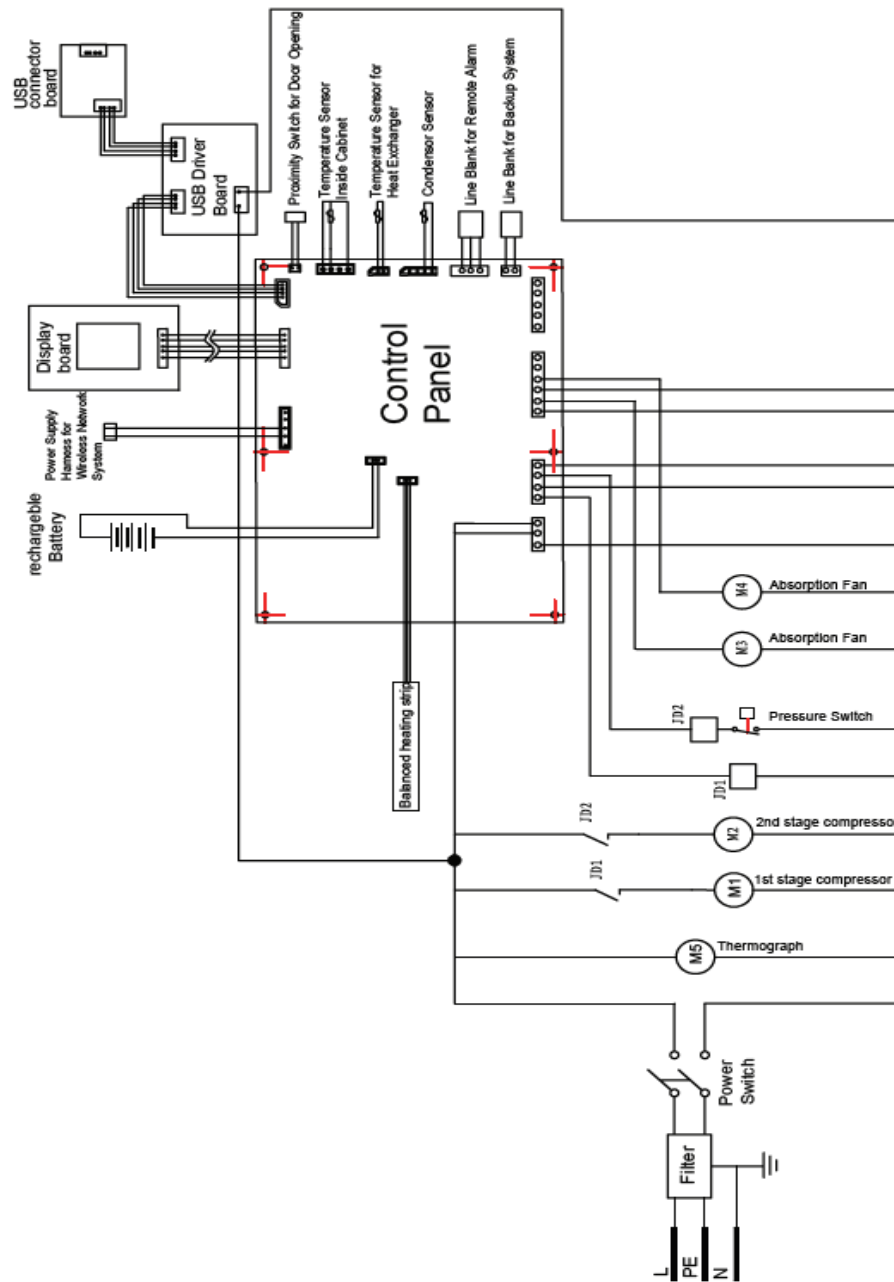 USB
connector
board
USB Driver
Board
Display
board
Power Supply
Harness for
Wireless Network
System
rechargeble
Battery
Proximity Switch for Door Opening
Temperature Sensor
Inside Cabinet
Temperature Sensor for
Heat Exchanger
Condensor Sensor
Line Blank for Remote Alarm
Line Bank for Backup System
Control
Panel
Balanced heating strip
M4
Absorption Fan
M3
Absorption Fan
JD2
Pressure Switch
JD1
JD2
M2
2nd stage compressor
JD1
M1
1st stage compressor
M5
Thermograph
Power
Switch
Filter
L
PE
N